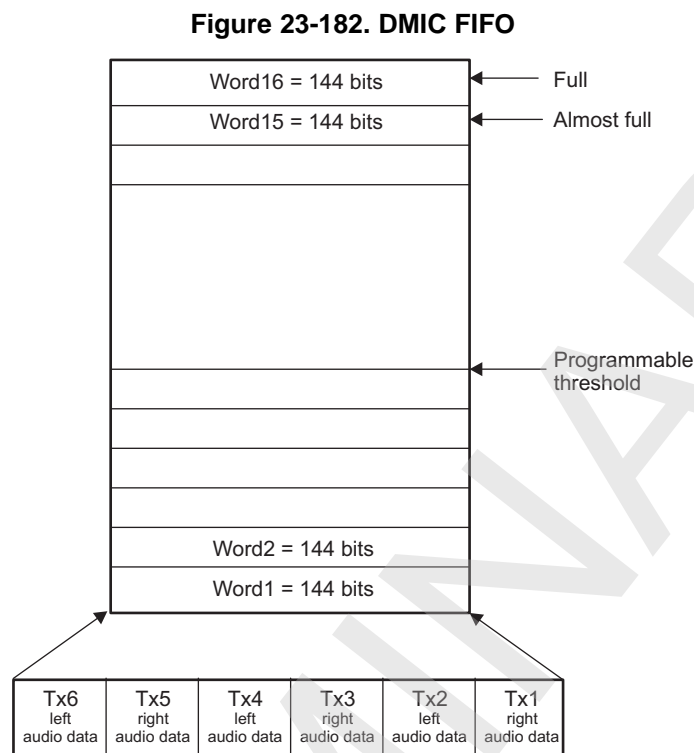 Figure 23-182. DMIC FIFO
Word16 = 144 bits
Full
Word15 = 144 bits
Almost full
Programmable
threshold
Word2 = 144 bits
Word1 = 144 bits
Tx6 Tx5 Tx4 Tx3 Tx2 Tx1
left right left right left right
audio data audio data audio data audio data audio data audio data